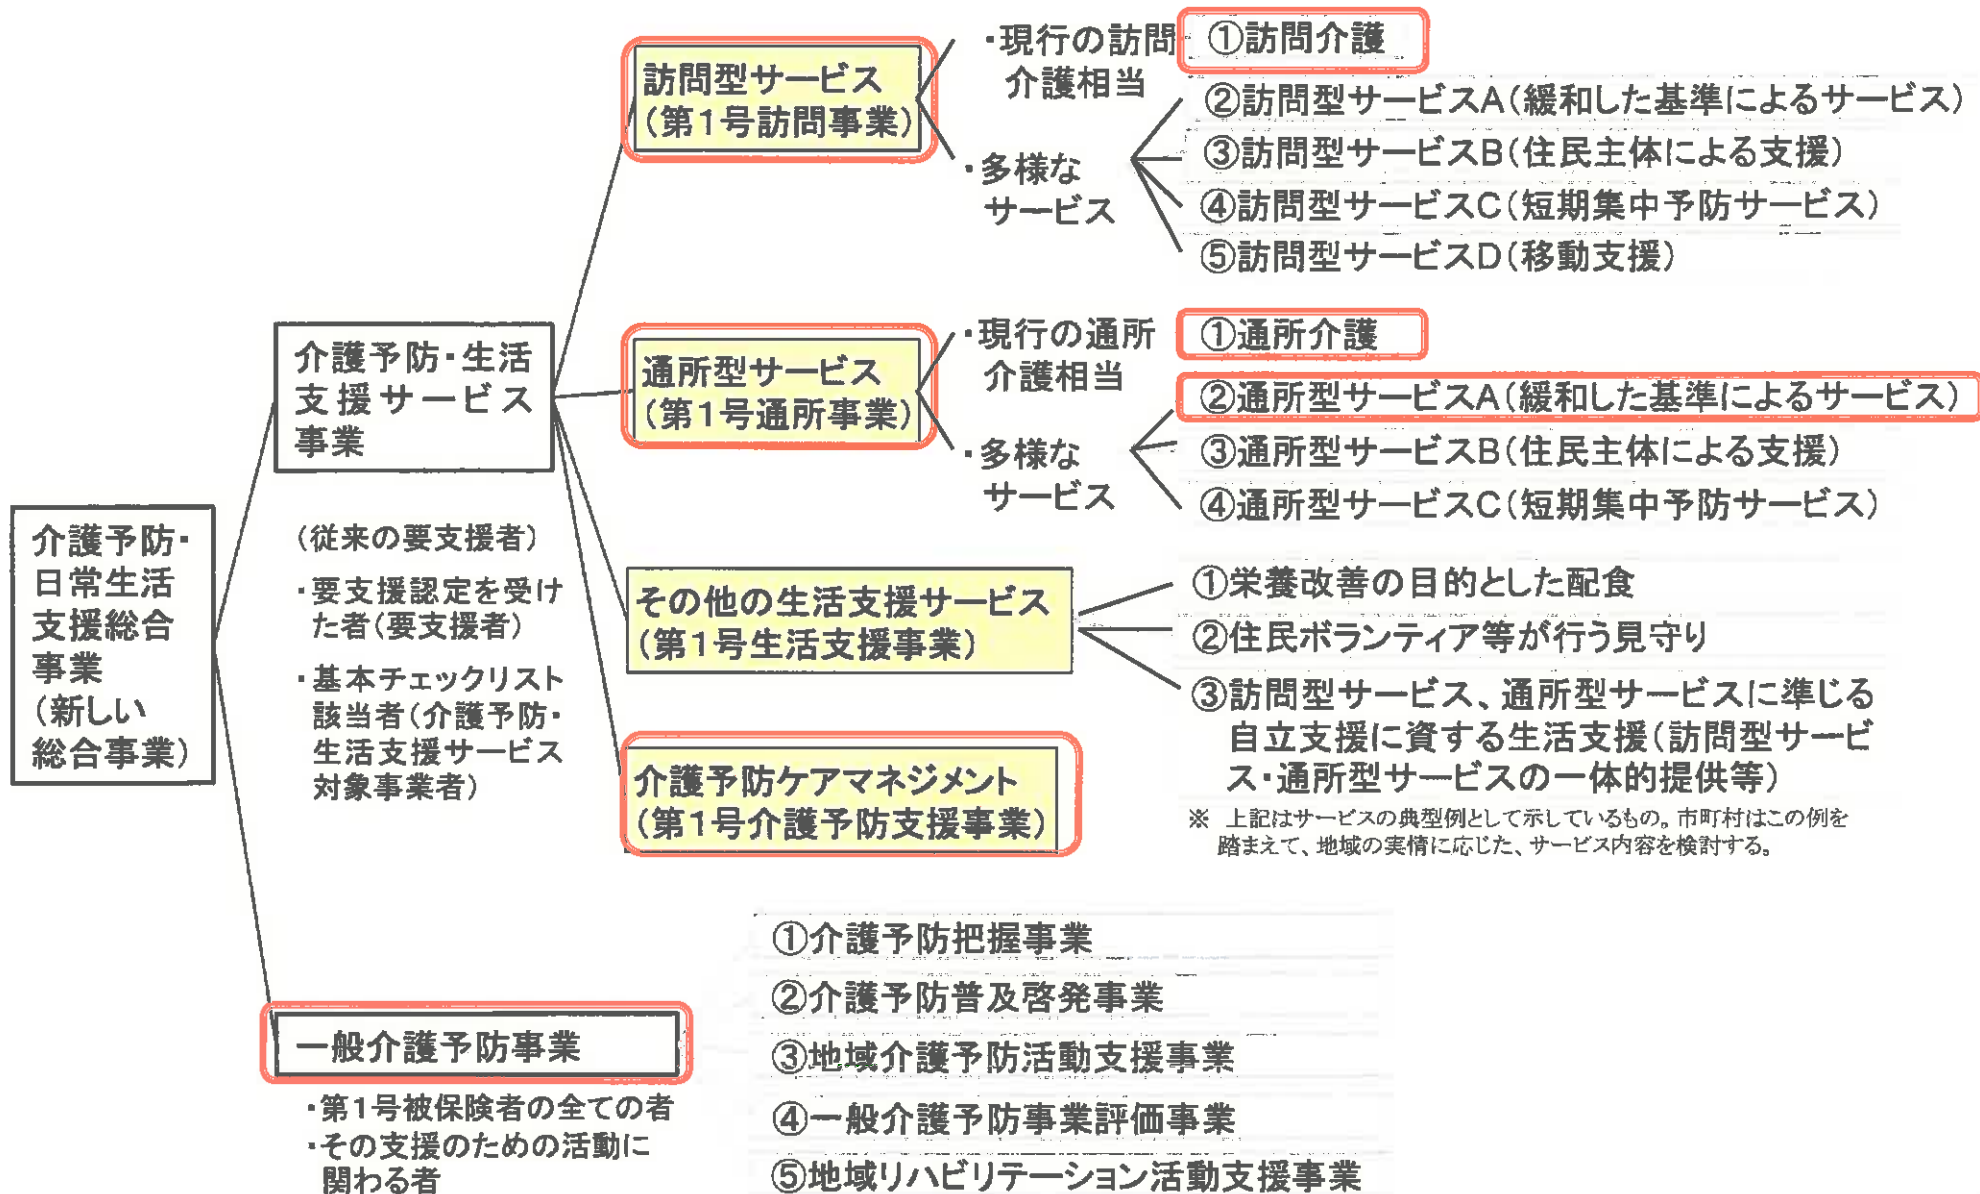 介護予防・
日常生活
支援総合
事業
(新しい
総合事業)
介護予防・生活
支援サービス
事業
(従来の要支援者)
・要支援認定を受け
た者(要支援者)
・基本チェックリスト
該当者(介護予防・
生活支援サービス
対象事業者)
訪問型サービス
(第1号訪問事業)
・現行の訪問
介護相当
①訪問介護
・多様な
サービス
②訪問型サービスA(緩和した基準によるサービス)
③訪問型サービスB(住民主体による支援)
④訪問型サービスC(短期集中予防サービス)
⑤訪問型サービスD(移動支援)
通所型サービス
(第1号通所事業)
・現行の通所
介護相当
①通所介護
・多様な
サービス
②通所型サービスA(緩和した基準によるサービス)
③通所型サービスB(住民主体による支援)
④通所型サービスC(短期集中予防サービス)
その他の生活支援サービス
(第1号生活支援事業)
①栄養改善の目的とした配食
②住民ボランティア等が行う見守り
③訪問型サービス、通所型サービスに準じる
自立支援に資する生活支援(訪問型サービ
ス・通所型サービスの一体的提供等)
※ 上記はサービスの典型例として示しているもの。市町村はこの例を
踏まえて、地域の実情に応じた、サービス内容を検討する。
介護予防ケアマネジメント
(第1号介護予防支援事業)
一般介護予防事業
・第1号被保険者の全ての者
・その支援のための活動に
関わる者
①介護予防把握事業
②介護予防普及啓発事業
③地域介護予防活動支援事業
④一般介護予防事業評価事業
⑤地域リハビリテーション活動支援事業